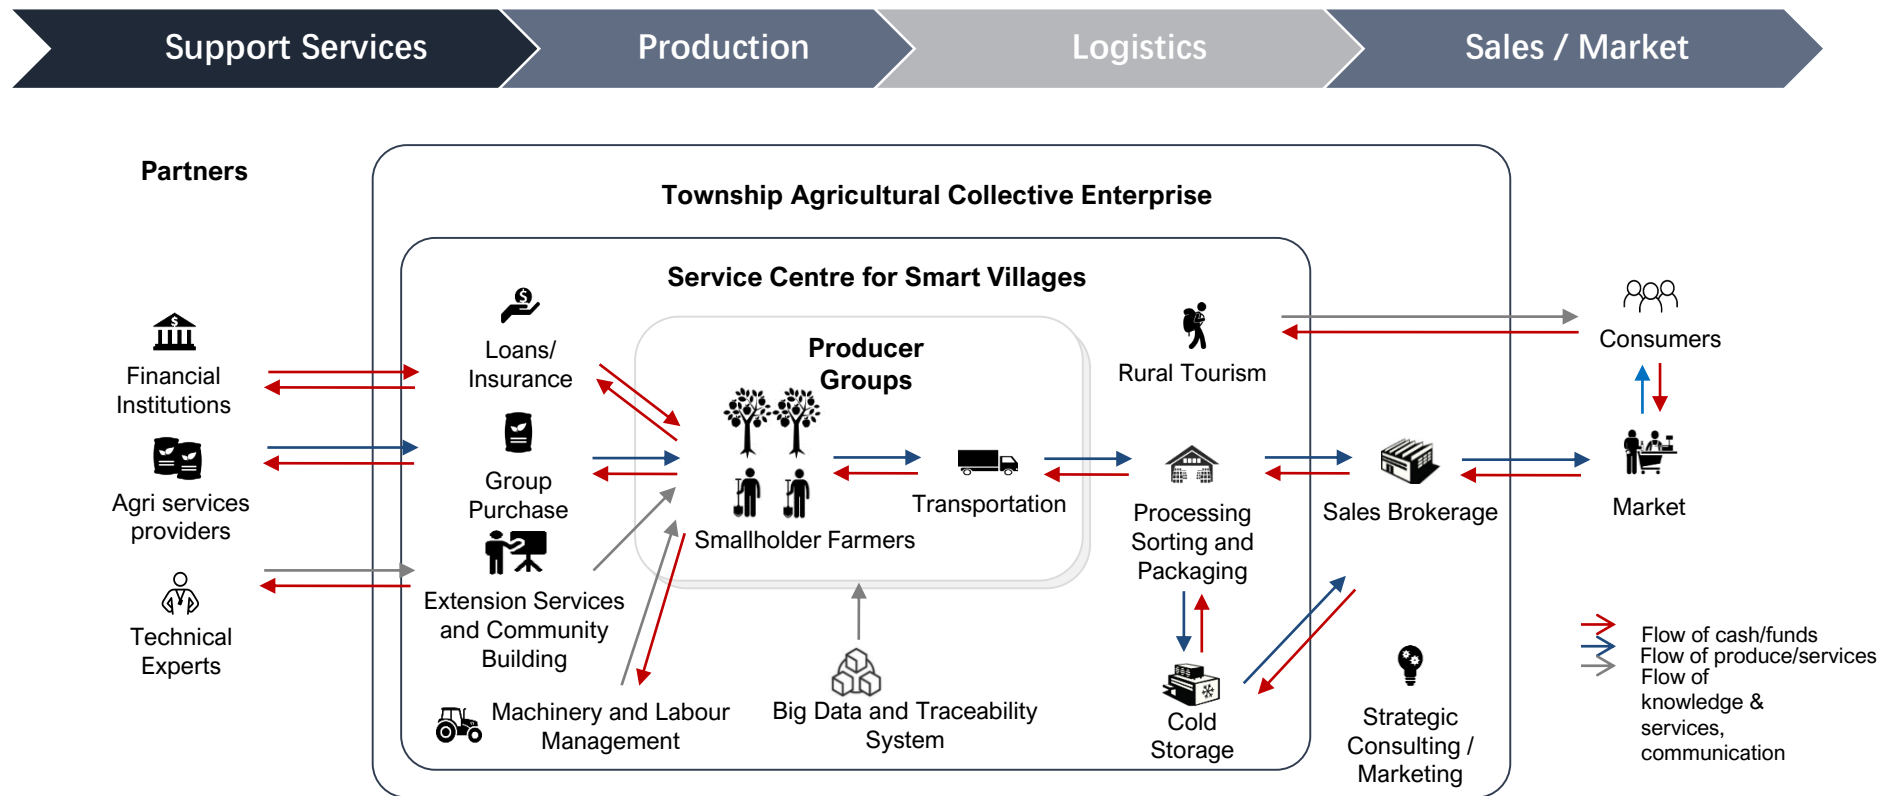 Support Services
Production
Logistics
Sales / Market
Partners
Township Agricultural Collective Enterprise
Service Centre for Smart Villages
Producer
Groups
Financial
Institutions
Agri services
providers
Technical
Experts
Loans/
Insurance
Group
Purchase
Extension Services
and Community
Building
Machinery and Labour
Management
Smallholder Farmers
Transportation
Big Data and Traceability
System
Rural Tourism
Processing
Sorting and
Packaging
Cold
Storage
Sales Brokerage
Strategic
Consulting /
Marketing
Consumers
Market
Flow of cash/funds
Flow of produce/services
Flow of
knowledge &
services,
communication